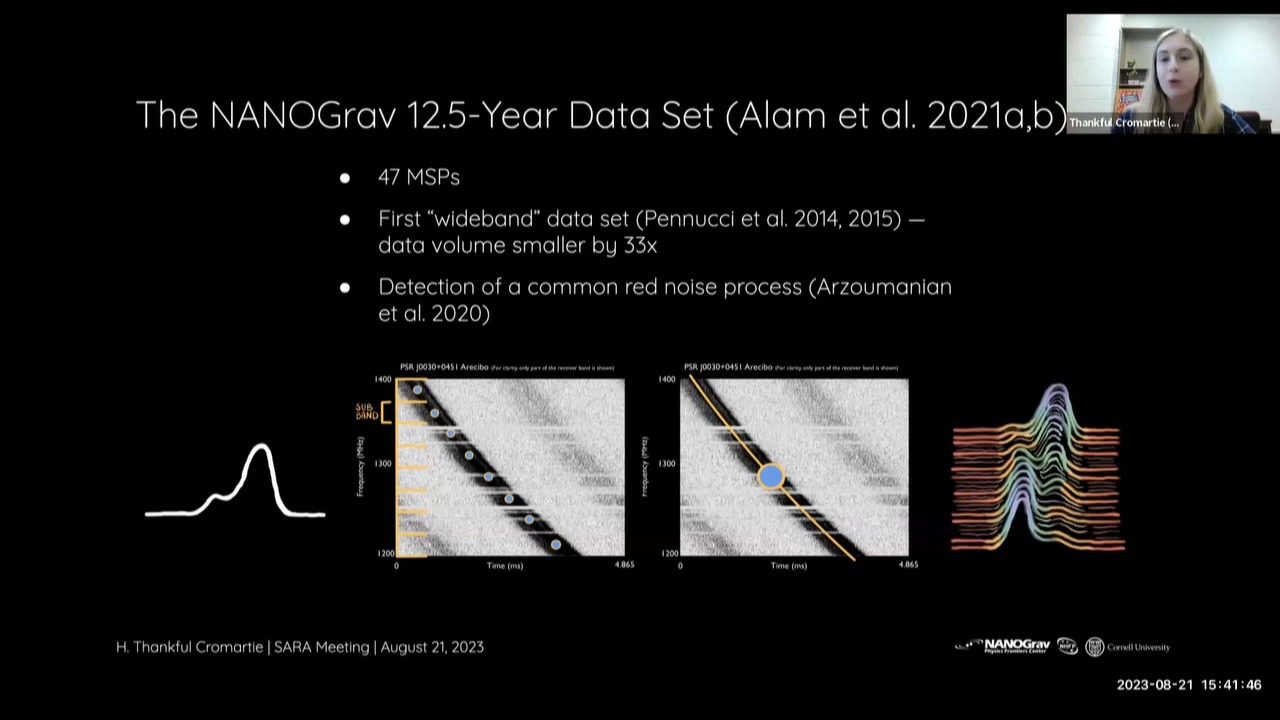 The NANOGrav 12.5-Year Data Set (Alam et al. 2021a,b)
Thankful Cromartie (...
● 47 MSPs
● First “wideband” data set (Pennucci et al. 2014, 2015) —
data volume smaller by 33x
● Detection of a common red noise process (Arzoumanian
et al. 2020)
PSR J0030+0451 Arecibo (For clarity, only part of the receiver band is shown)
1400
SUB
BAND
1300
1200
Frequency (MHz)
0
Time (ms)
4.865
PSR J0030+0451 Arecibo (For clarity, only part of the receiver band is shown)
1400
1300
1200
Frequency (MHz)
0
Time (ms)
4.865
H. Thankful Cromartie | SARA Meeting | August 21, 2023
NANOGrav
Physics Frontiers Center
NHFP
Cornell University
2023-08-21 15:41:46